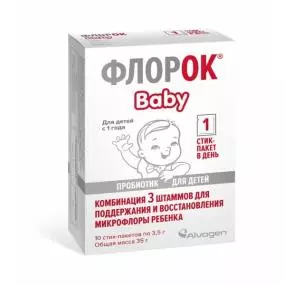 ФЛОРОК®
Baby
Для детей
с 1 года
1
СТИК-
ПАКЕТ
В ДЕНЬ
ПРОБИОТИК ДЛЯ ДЕТЕЙ
КОМБИНАЦИЯ 3 ШТАММОВ ДЛЯ
ПОДДЕРЖАНИЯ И ВОССТАНОВЛЕНИЯ
МИКРОФЛОРЫ РЕБЕНКА
10 стик-пакетов по 3,5 г
Общая масса 35 г
Alvogen